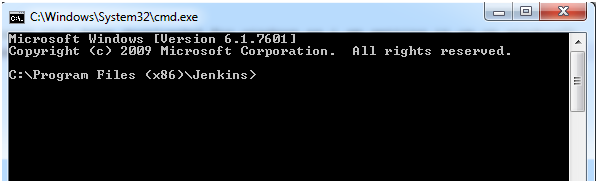 C:\Windows\System32\cmd.exe
Microsoft Windows [Version 6.1.7601]
Copyright (c) 2009 Microsoft Corporation.  All rights reserved.
C:\Program Files (x86)\Jenkins>